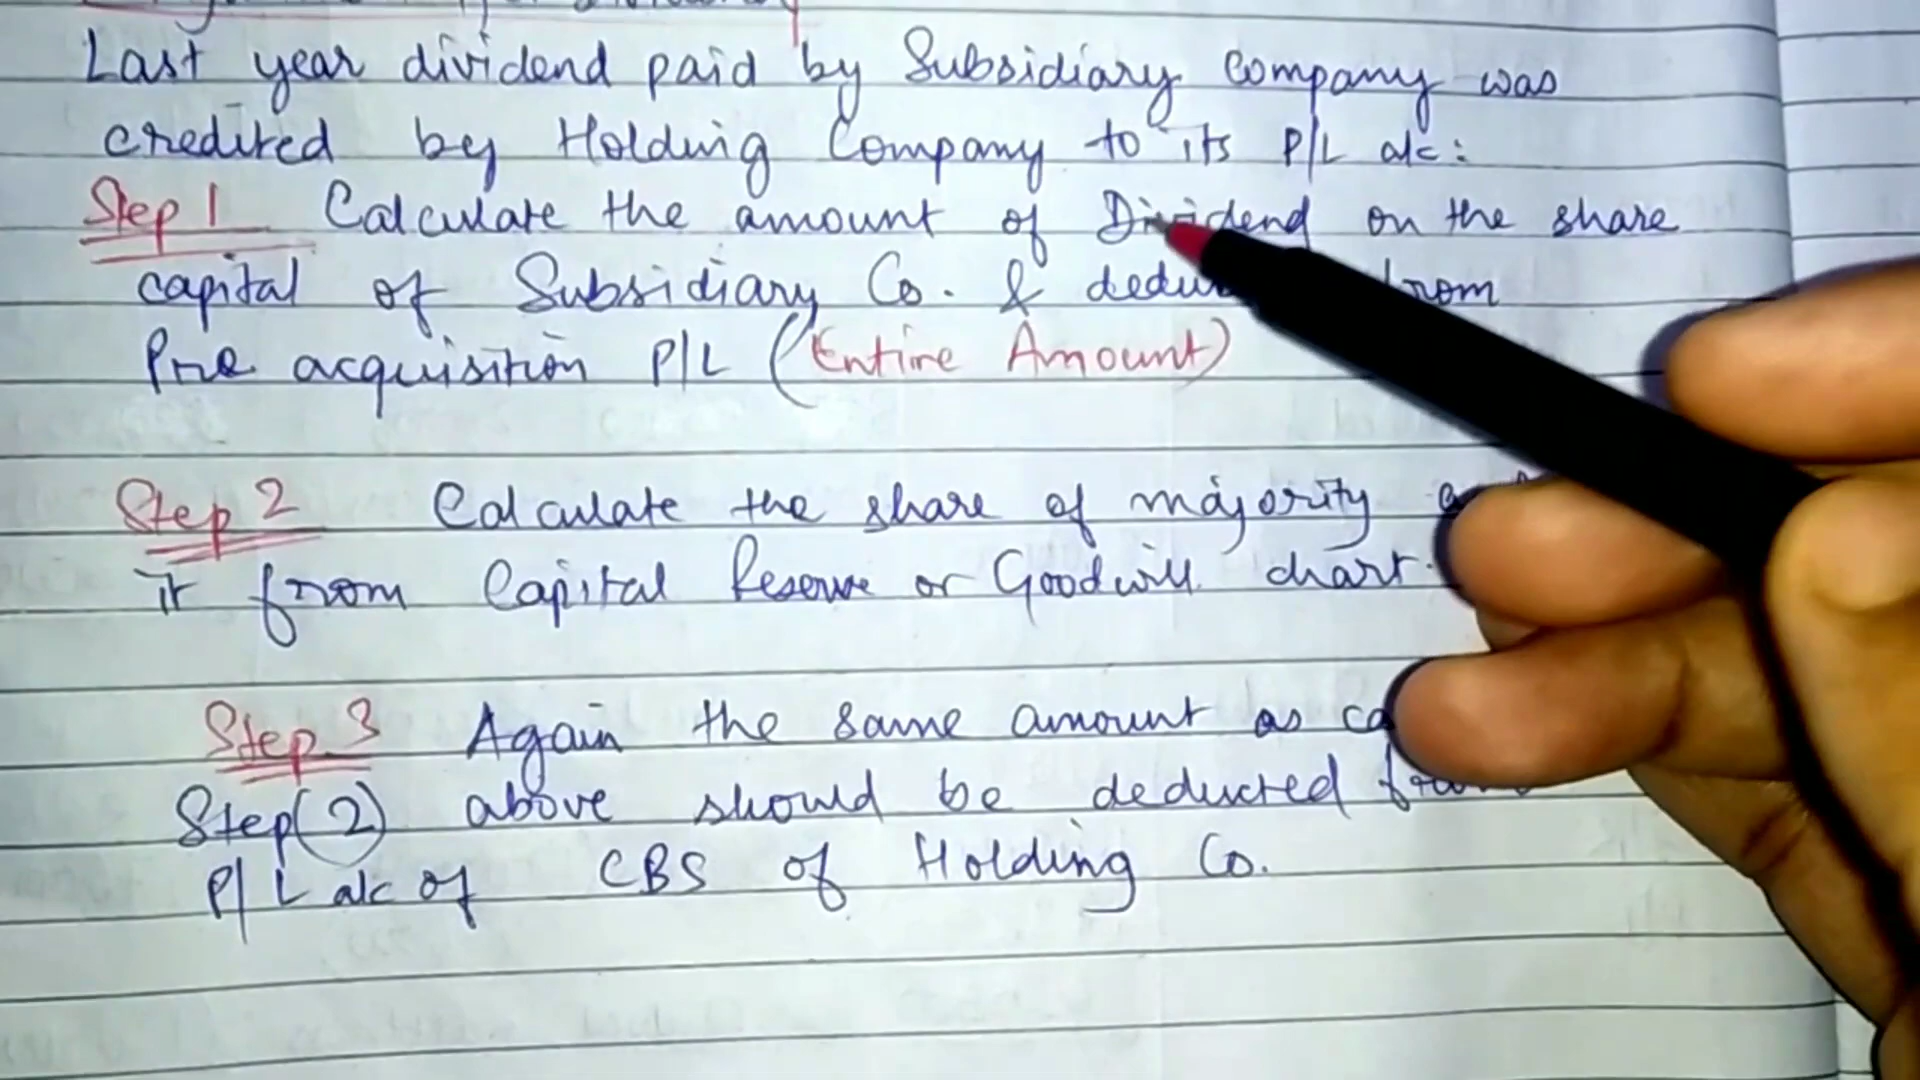 Last year dividend paid by Subsidiary Company was
credited by Holding Company to its P/L a/c:
Step 1 Calculate the amount of Dividend on the share
capital of Subsidiary Co. & from
Pre acquisition P/L (Entire Amount)
Step 2 Calculate the share of majority
it from Capital Reserve or Goodwill chart.
Step 3 Again the same amount as
Step (2) above should be deducted
P/L a/c of CBS of Holding Co.